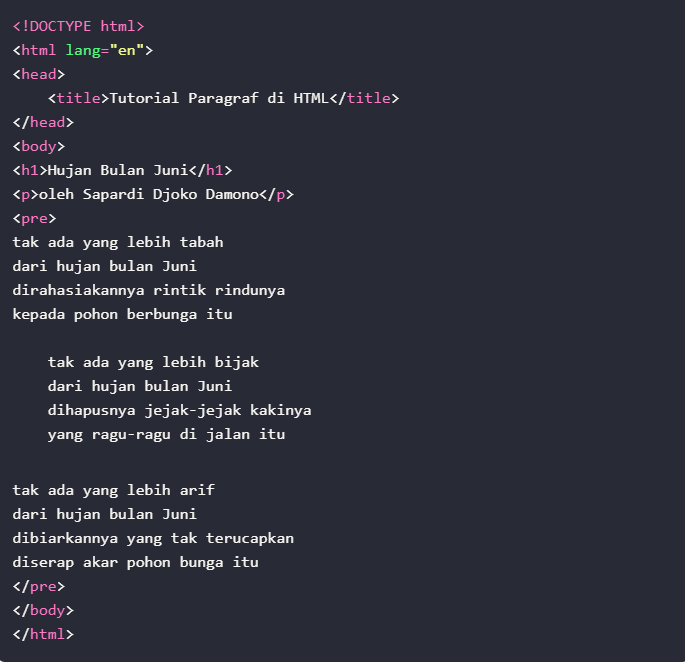 <!DOCTYPE html>
<html lang="en">
<head>
    <title>Tutorial Paragraf di HTML</title>
</head>
<body>
<h1>Hujan Bulan Juni</h1>
<p>oleh Sapardi Djoko Damono</p>
<pre>
tak ada yang lebih tabah
dari hujan bulan Juni
dirahasiakannya rintik rindunya
kepada pohon berbunga itu

    tak ada yang lebih bijak
    dari hujan bulan Juni
    dihapusnya jejak-jejak kakinya
    yang ragu-ragu di jalan itu

tak ada yang lebih arif
dari hujan bulan Juni
dibiarkannya yang tak terucapkan
diserap akar pohon bunga itu
</pre>
</body>
</html>